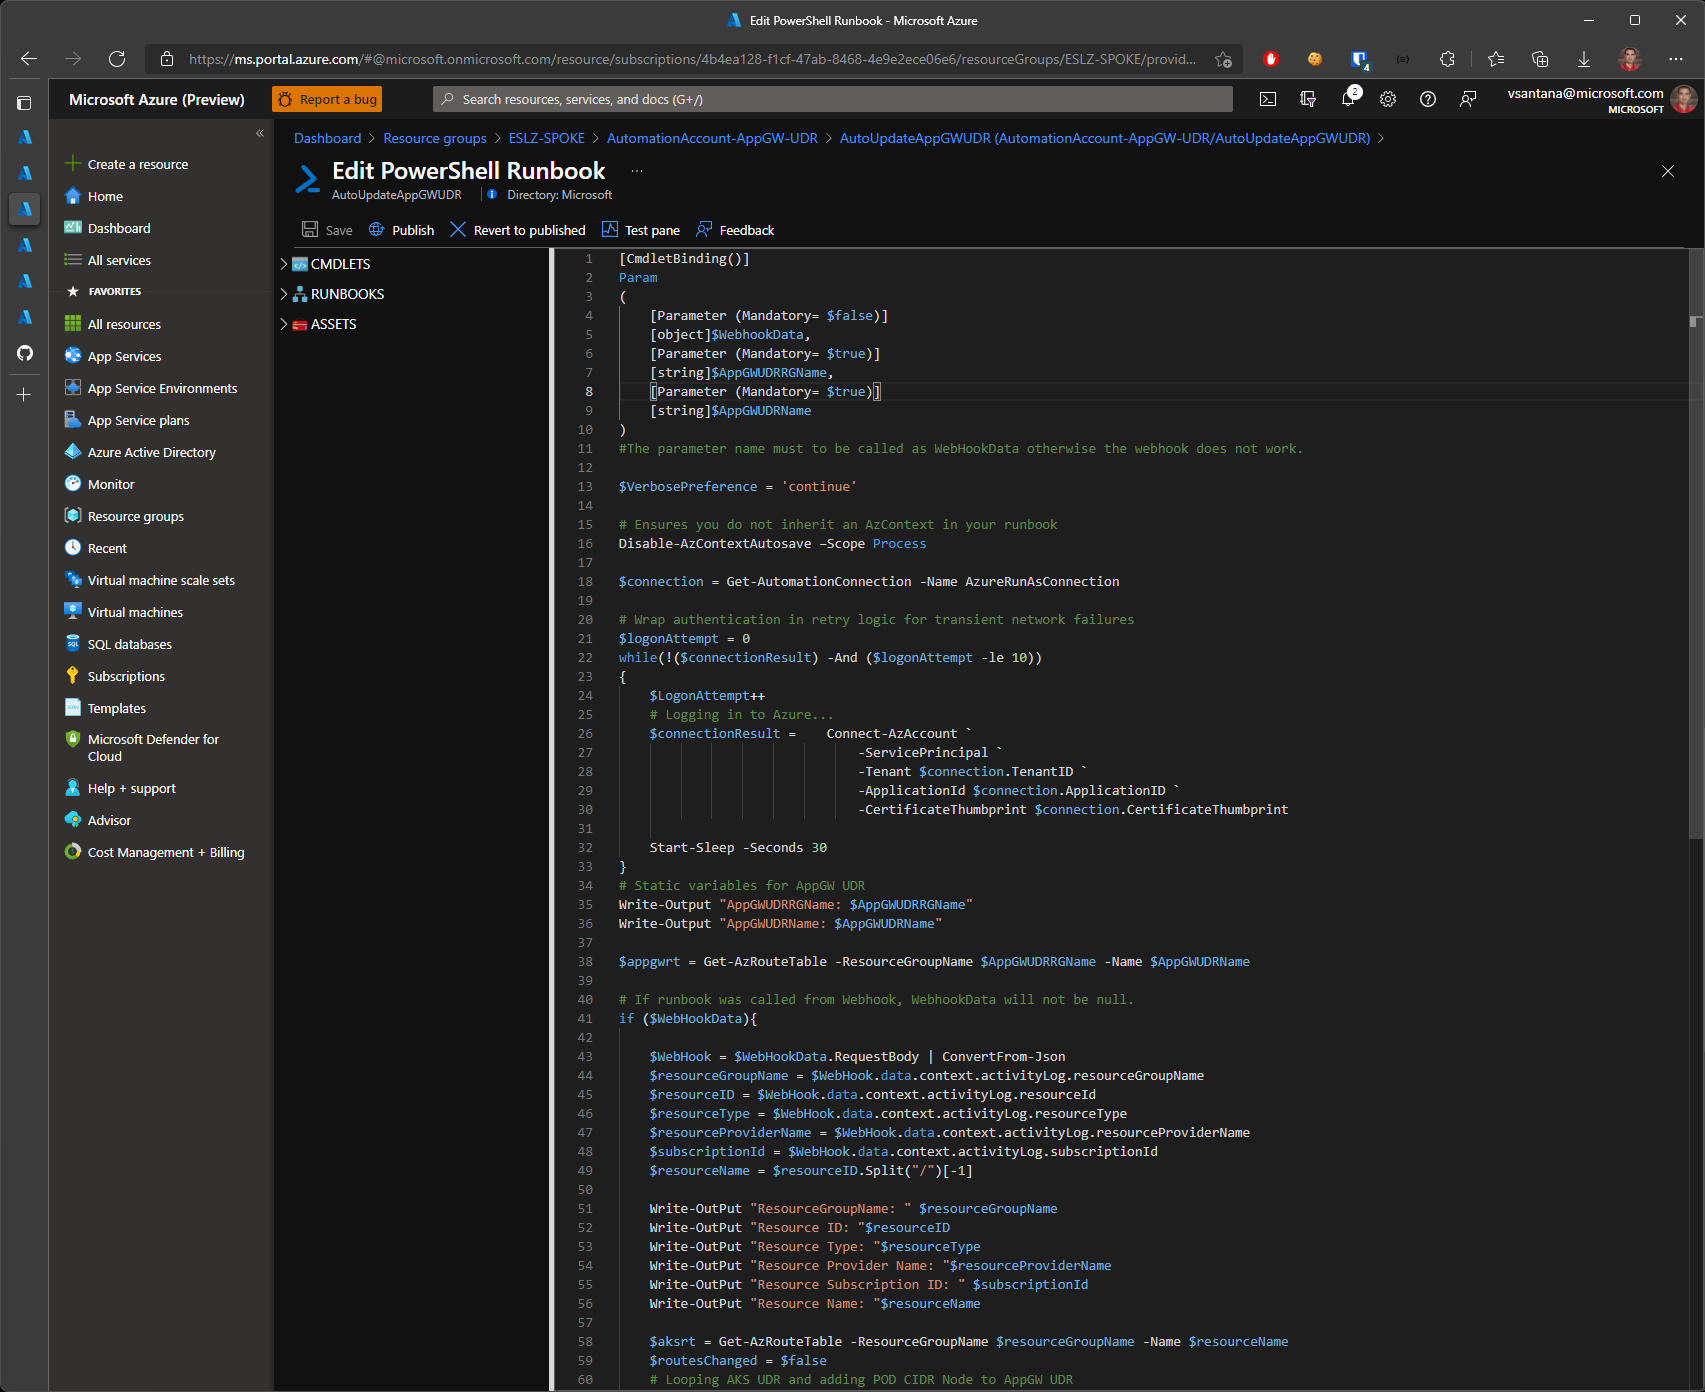 Edit PowerShell Runbook - Microsoft Azure
https://ms.portal.azure.com/#@microsoft.onmicrosoft.com/resource/subscriptions/4b4ea128-f1cf-47ab-8468-4e9e2ece06e6/resourceGroups/ESLZ-SPOKE/provid...
4
Microsoft Azure (Preview)
Report a bug
Search resources, services, and docs (G+/)
2
vsantana@microsoft.com
MICROSOFT
«
Create a resource
Home
Dashboard
All services
FAVORITES
All resources
App Services
App Service Environments
App Service plans
Azure Active Directory
Monitor
Resource groups
Recent
Virtual machine scale sets
Virtual machines
SQL databases
Subscriptions
Templates
Microsoft Defender for
Cloud
Help + support
Advisor
Cost Management + Billing
Dashboard > Resource groups > ESLZ-SPOKE > AutomationAccount-AppGW-UDR > AutoUpdateAppGWUDR (AutomationAccount-AppGW-UDR/AutoUpdateAppGWUDR) >
Edit PowerShell Runbook ...
AutoUpdateAppGWUDR | Directory: Microsoft
Save Publish Revert to published Test pane Feedback
> CMDLETS
> RUNBOOKS
> ASSETS
1 [CmdletBinding()]
2 Param
3 (
4     [Parameter (Mandatory= $false)]
5     [object]$WebhookData,
6     [Parameter (Mandatory= $true)]
7     [string]$AppGWUDRRGName,
8     [Parameter (Mandatory= $true)]
9     [string]$AppGWUDRName
10 )
11 #The parameter name must to be called as WebHookData otherwise the webhook does not work.
12
13 $VerbosePreference = 'continue'
14
15 # Ensures you do not inherit an AzContext in your runbook
16 Disable-AzContextAutosave –Scope Process
17
18 $connection = Get-AutomationConnection -Name AzureRunAsConnection
19
20 # Wrap authentication in retry logic for transient network failures
21 $logonAttempt = 0
22 while(!($connectionResult) -And ($logonAttempt -le 10))
23 {
24     $LogonAttempt++
25     # Logging in to Azure...
26     $connectionResult =    Connect-AzAccount `
27                                -ServicePrincipal `
28                                -Tenant $connection.TenantID `
29                                -ApplicationId $connection.ApplicationID `
30                                -CertificateThumbprint $connection.CertificateThumbprint
31
32     Start-Sleep -Seconds 30
33 }
34 # Static variables for AppGW UDR
35 Write-Output "AppGWUDRRGName: $AppGWUDRRGName"
36 Write-Output "AppGWUDRName: $AppGWUDRName"
37
38 $appgwrt = Get-AzRouteTable -ResourceGroupName $AppGWUDRRGName -Name $AppGWUDRName
39
40 # If runbook was called from Webhook, WebhookData will not be null.
41 if ($WebHookData){
42
43     $WebHook = $WebHookData.RequestBody | ConvertFrom-Json
44     $resourceGroupName = $WebHook.data.context.activityLog.resourceGroupName
45     $resourceID = $WebHook.data.context.activityLog.resourceId
46     $resourceType = $WebHook.data.context.activityLog.resourceType
47     $resourceProviderName = $WebHook.data.context.activityLog.resourceProviderName
48     $subscriptionId = $WebHook.data.context.activityLog.subscriptionId
49     $resourceName = $resourceID.Split("/")[-1]
50
51     Write-OutPut "ResourceGroupName: " $resourceGroupName
52     Write-OutPut "Resource ID: "$resourceID
53     Write-OutPut "Resource Type: "$resourceType
54     Write-OutPut "Resource Provider Name: "$resourceProviderName
55     Write-OutPut "Resource Subscription ID: " $subscriptionId
56     Write-OutPut "Resource Name: "$resourceName
57
58     $aksrt = Get-AzRouteTable -ResourceGroupName $resourceGroupName -Name $resourceName
59     $routesChanged = $false
60     # Looping AKS UDR and adding POD CIDR Node to AppGW UDR